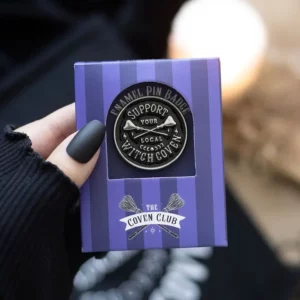 ENAMEL PIN BADGE
SUPPORT
YOUR
LOCAL
WITCH COVEN
THE
COVEN CLUB